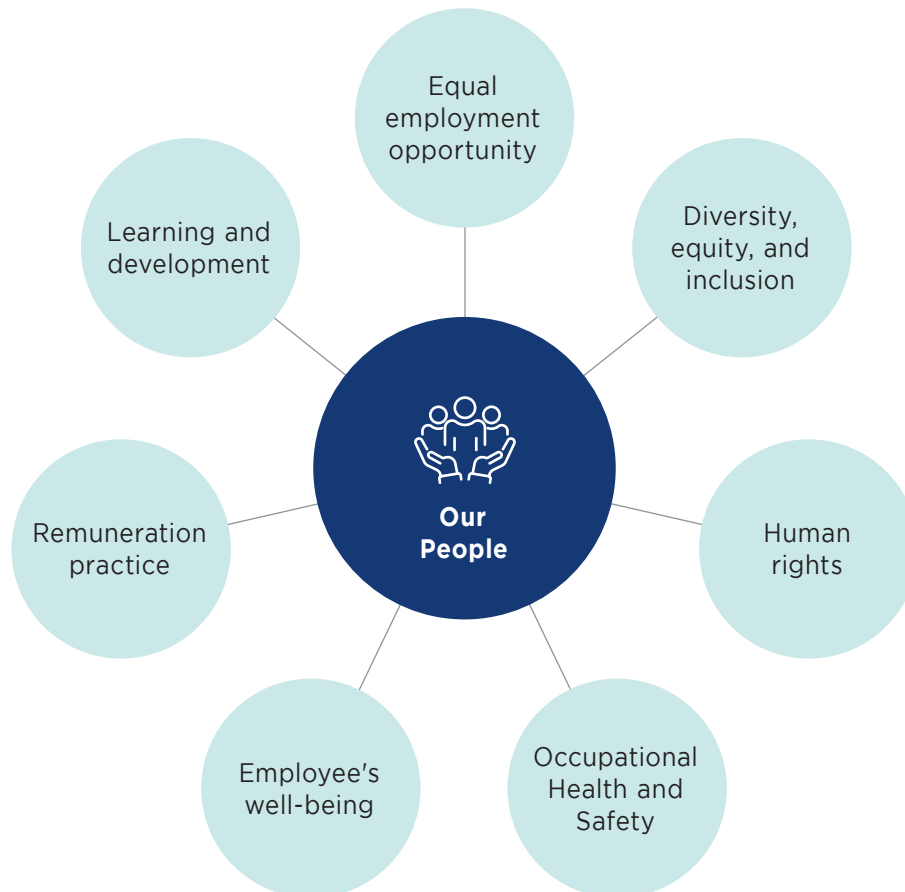 Equal
employment
opportunity
Diversity,
equity, and
inclusion
Human
rights
Occupational
Health and
Safety
Employee's
well-being
Remuneration
practice
Learning and
development
Our
People